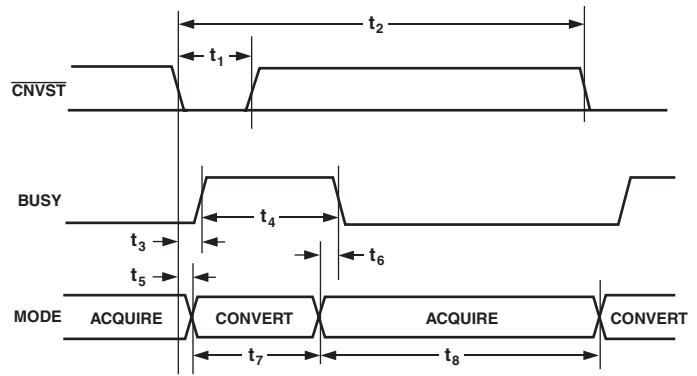 t2
t1
CNVST
BUSY
t4
t3
t6
t5
MODE ACQUIRE CONVERT ACQUIRE CONVERT
t7 t8